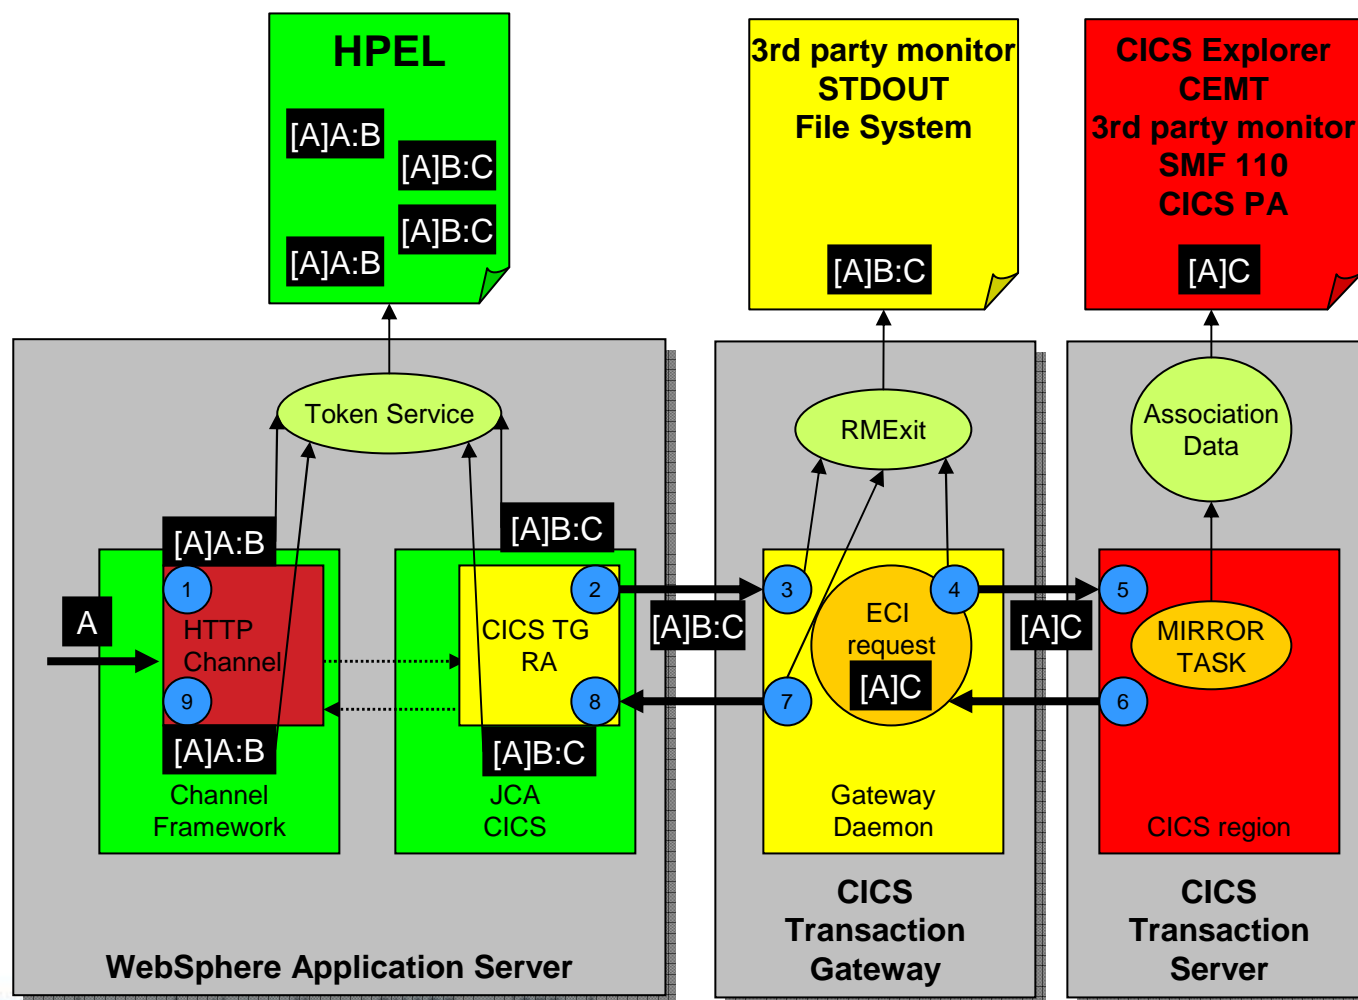 HPEL
[A]A:B
[A]B:C
[A]B:C
[A]A:B
3rd party monitor
STDOUT
File System
[A]B:C
CICS Explorer
CEMT
3rd party monitor
SMF 110
CICS PA
[A]C
Token Service
RMExit
Association
Data
[A]A:B
[A]B:C
1
2
3
4
5
A
HTTP
Channel
CICS TG
RA
[A]B:C
ECI
request
[A]C
[A]C
MIRROR
TASK
9
8
7
6
[A]A:B
[A]B:C
Channel
Framework
JCA
CICS
Gateway
Daemon
CICS region
WebSphere Application Server
CICS
Transaction
Gateway
CICS
Transaction
Server